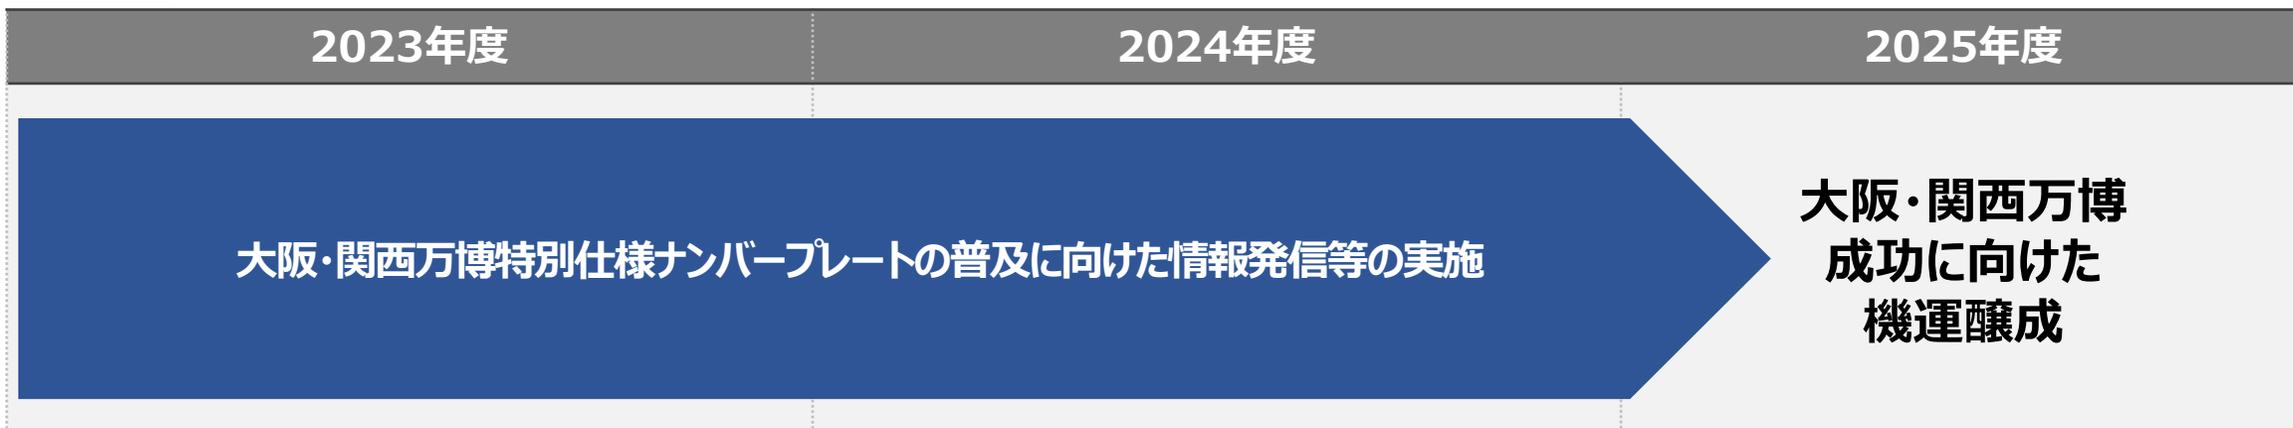 2023年度
2024年度
2025年度
大阪・関西万博特別仕様ナンバープレートの普及に向けた情報発信等の実施
大阪・関西万博
成功に向けた
機運醸成